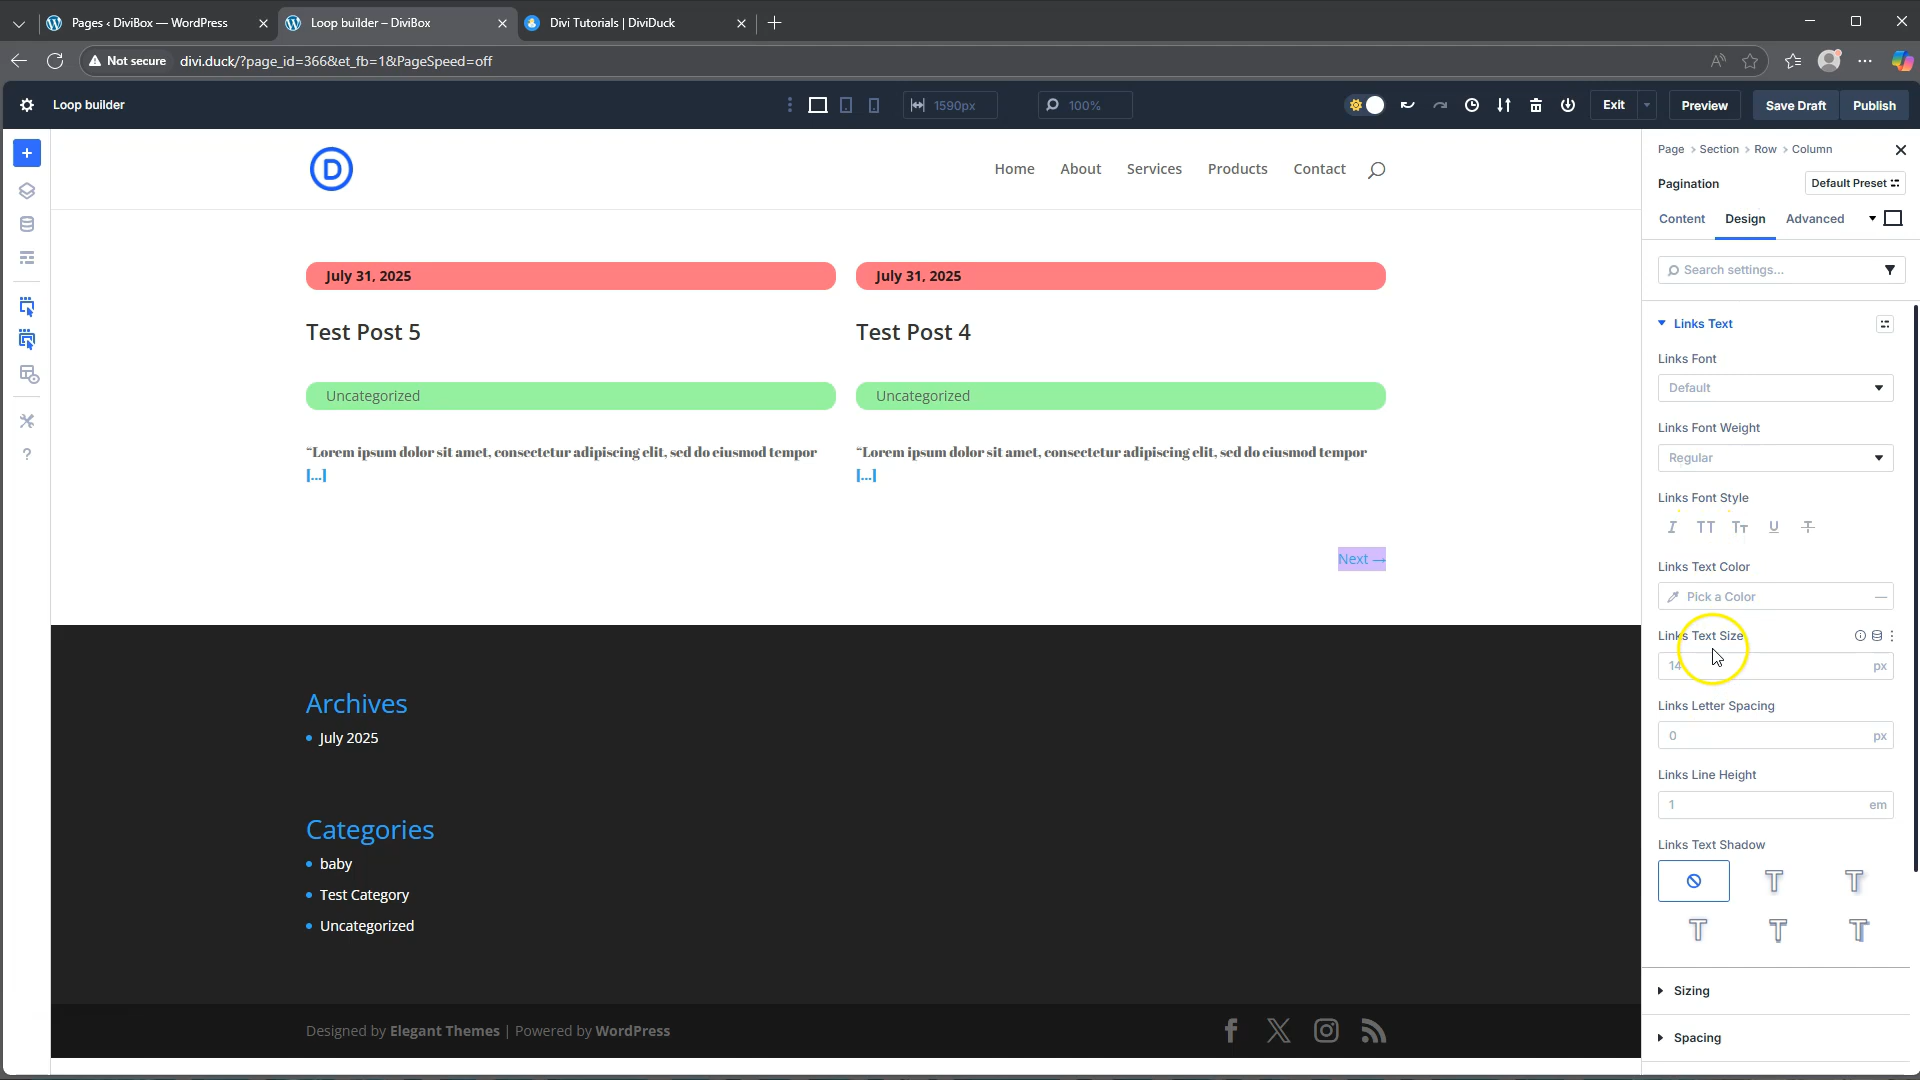 Pages ‹ DiviBox — WordPress
Loop builder – DiviBox
Divi Tutorials | DiviDuck
Not secure
divi.duck/?page_id=366&et_fb=1&PageSpeed=off
Loop builder
1590px
100%
Exit
Preview
Save Draft
Publish
D
Home
About
Services
Products
Contact
July 31, 2025
July 31, 2025
Test Post 5
Test Post 4
Uncategorized
Uncategorized
“Lorem ipsum dolor sit amet, consectetur adipiscing elit, sed do eiusmod tempor
[...]
“Lorem ipsum dolor sit amet, consectetur adipiscing elit, sed do eiusmod tempor
[...]
Next →
Archives
July 2025
Categories
baby
Test Category
Uncategorized
Designed by Elegant Themes | Powered by WordPress
Page > Section > Row > Column
Pagination
Default Preset
Content
Design
Advanced
Search settings...
Links Text
Links Font
Default
Links Font Weight
Regular
Links Font Style
I TT Tт U T
Links Text Color
Pick a Color
Links Text Size
14 px
Links Letter Spacing
0 px
Links Line Height
1 em
Links Text Shadow
T T
T T T
Sizing
Spacing